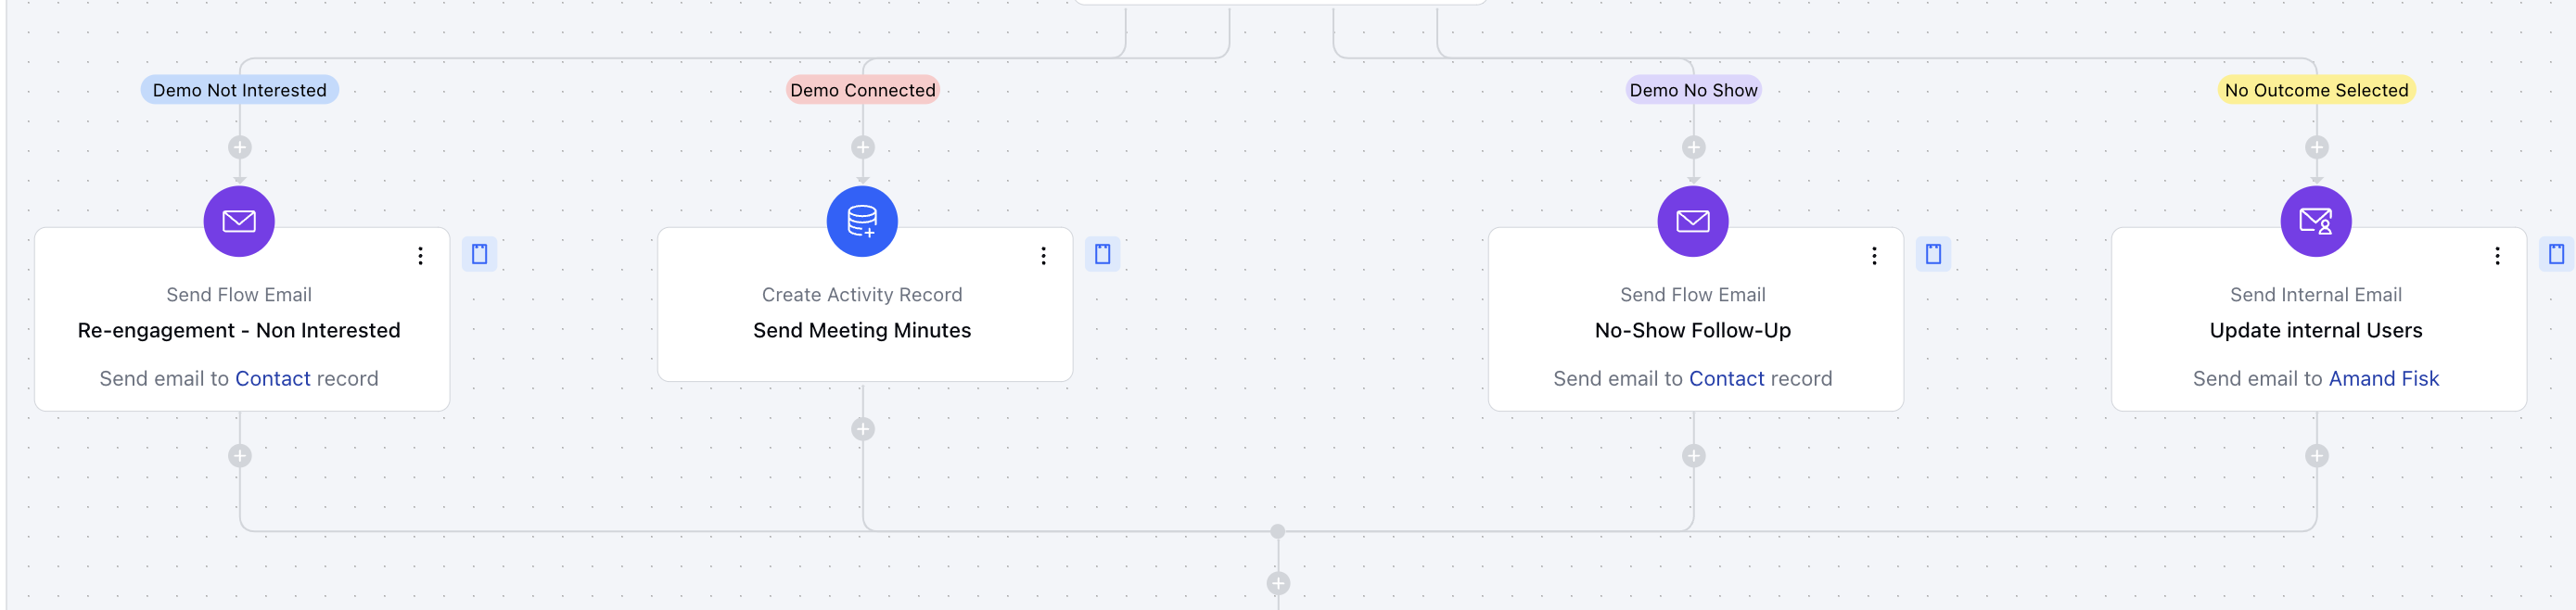 Demo Not Interested
Demo Connected
Demo No Show
No Outcome Selected
Send Flow Email
Re-engagement - Non Interested
Send email to Contact record
Create Activity Record
Send Meeting Minutes
Send Flow Email
No-Show Follow-Up
Send email to Contact record
Send Internal Email
Update internal Users
Send email to Amand Fisk